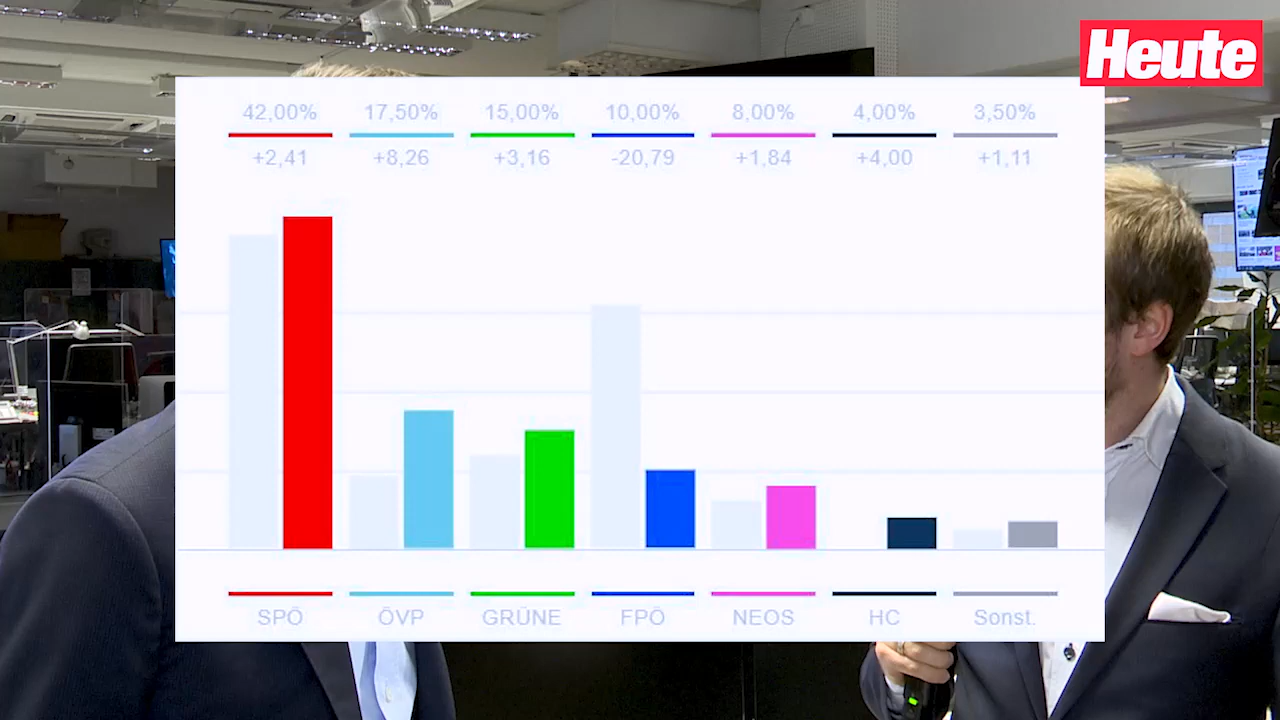 Heute
42,00% 17,50% 15,00% 10,00% 8,00% 4,00% 3,50%
+2,41 +8,26 +3,16 -20,79 +1,84 +4,00 +1,11
SPÖ ÖVP GRÜNE FPÖ NEOS HC Sonst.